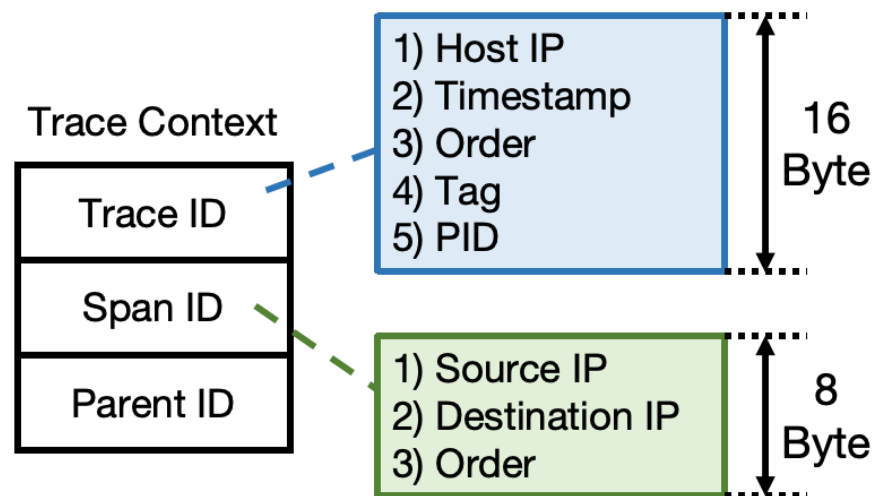 Trace Context
Trace ID
Span ID
Parent ID
1) Host IP
2) Timestamp
3) Order
4) Tag
5) PID
16
Byte
1) Source IP
2) Destination IP
3) Order
8
Byte